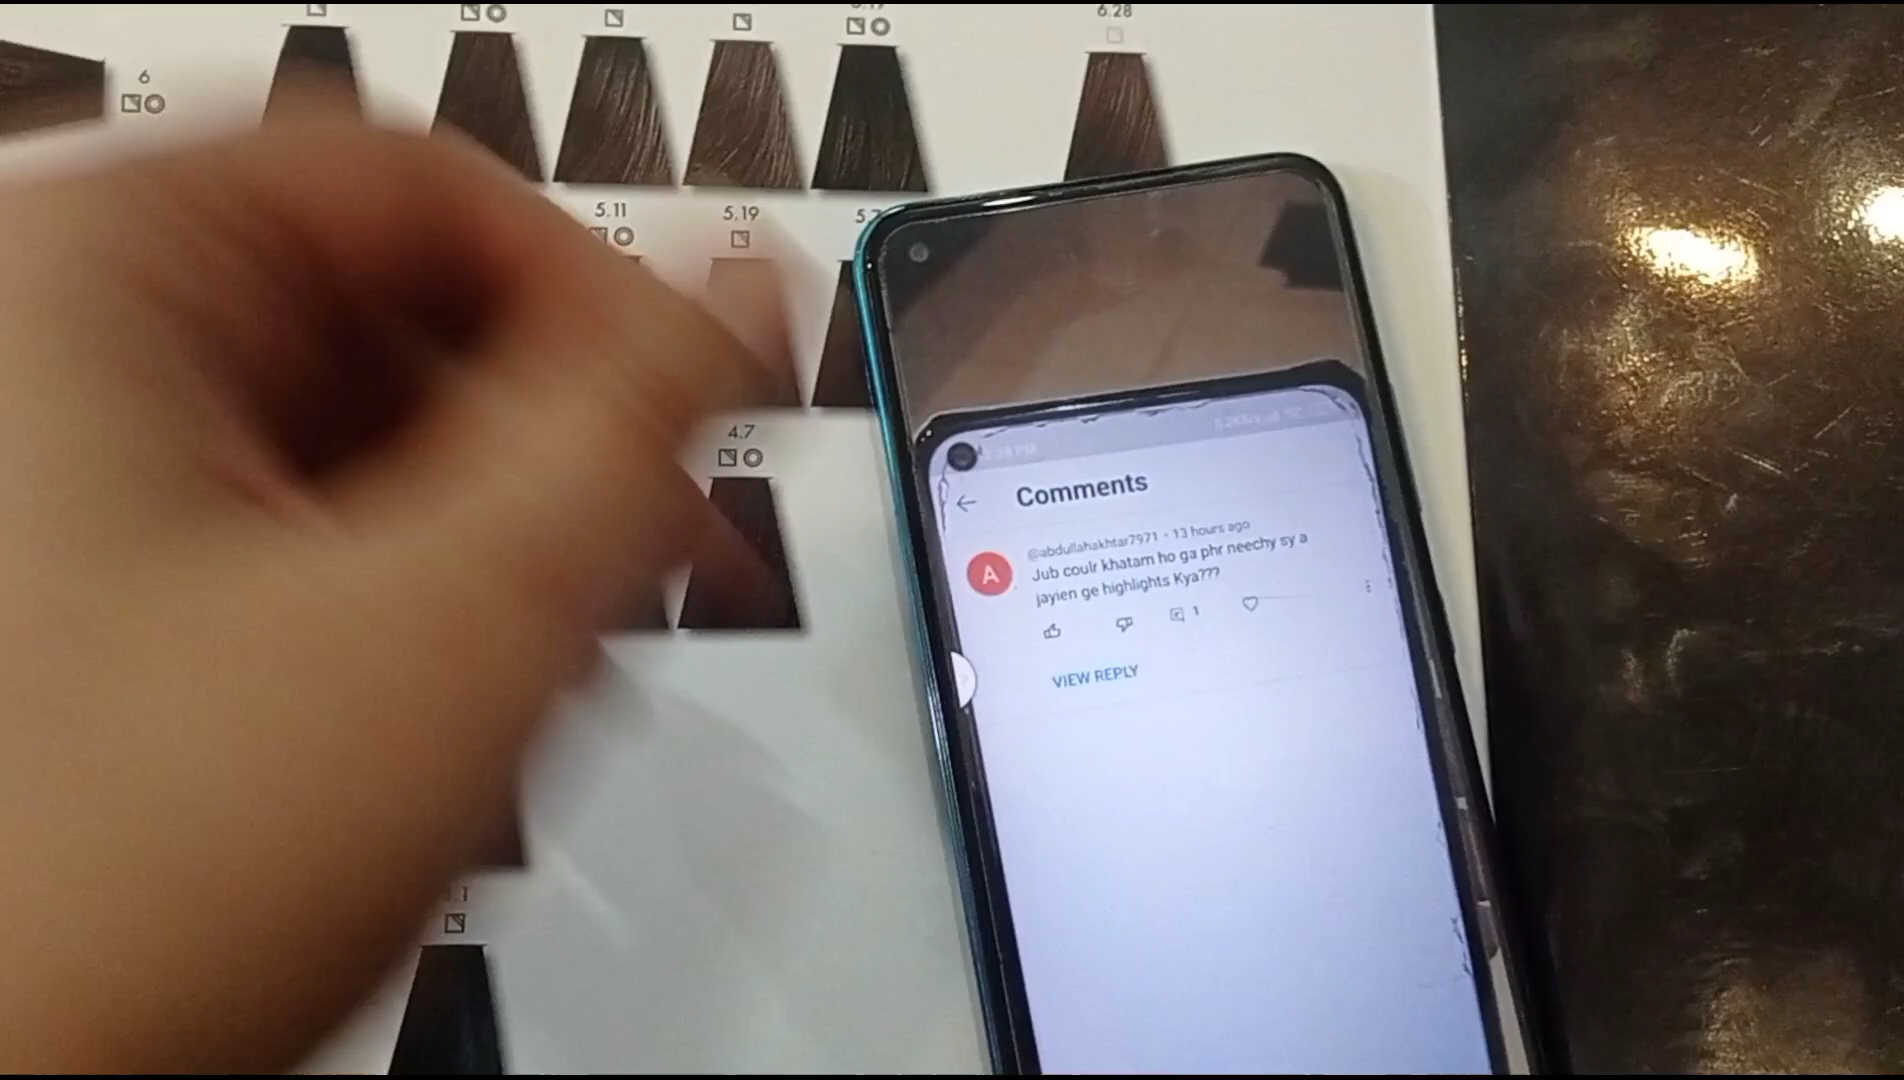 6.28
6
5.11
5.19
4.7
Comments
@abdullahakhtar7971 • 13 hours ago
Jub coulr khatam ho ga phr neechy sy a
jayien ge highlights Kya???
1
VIEW REPLY
A